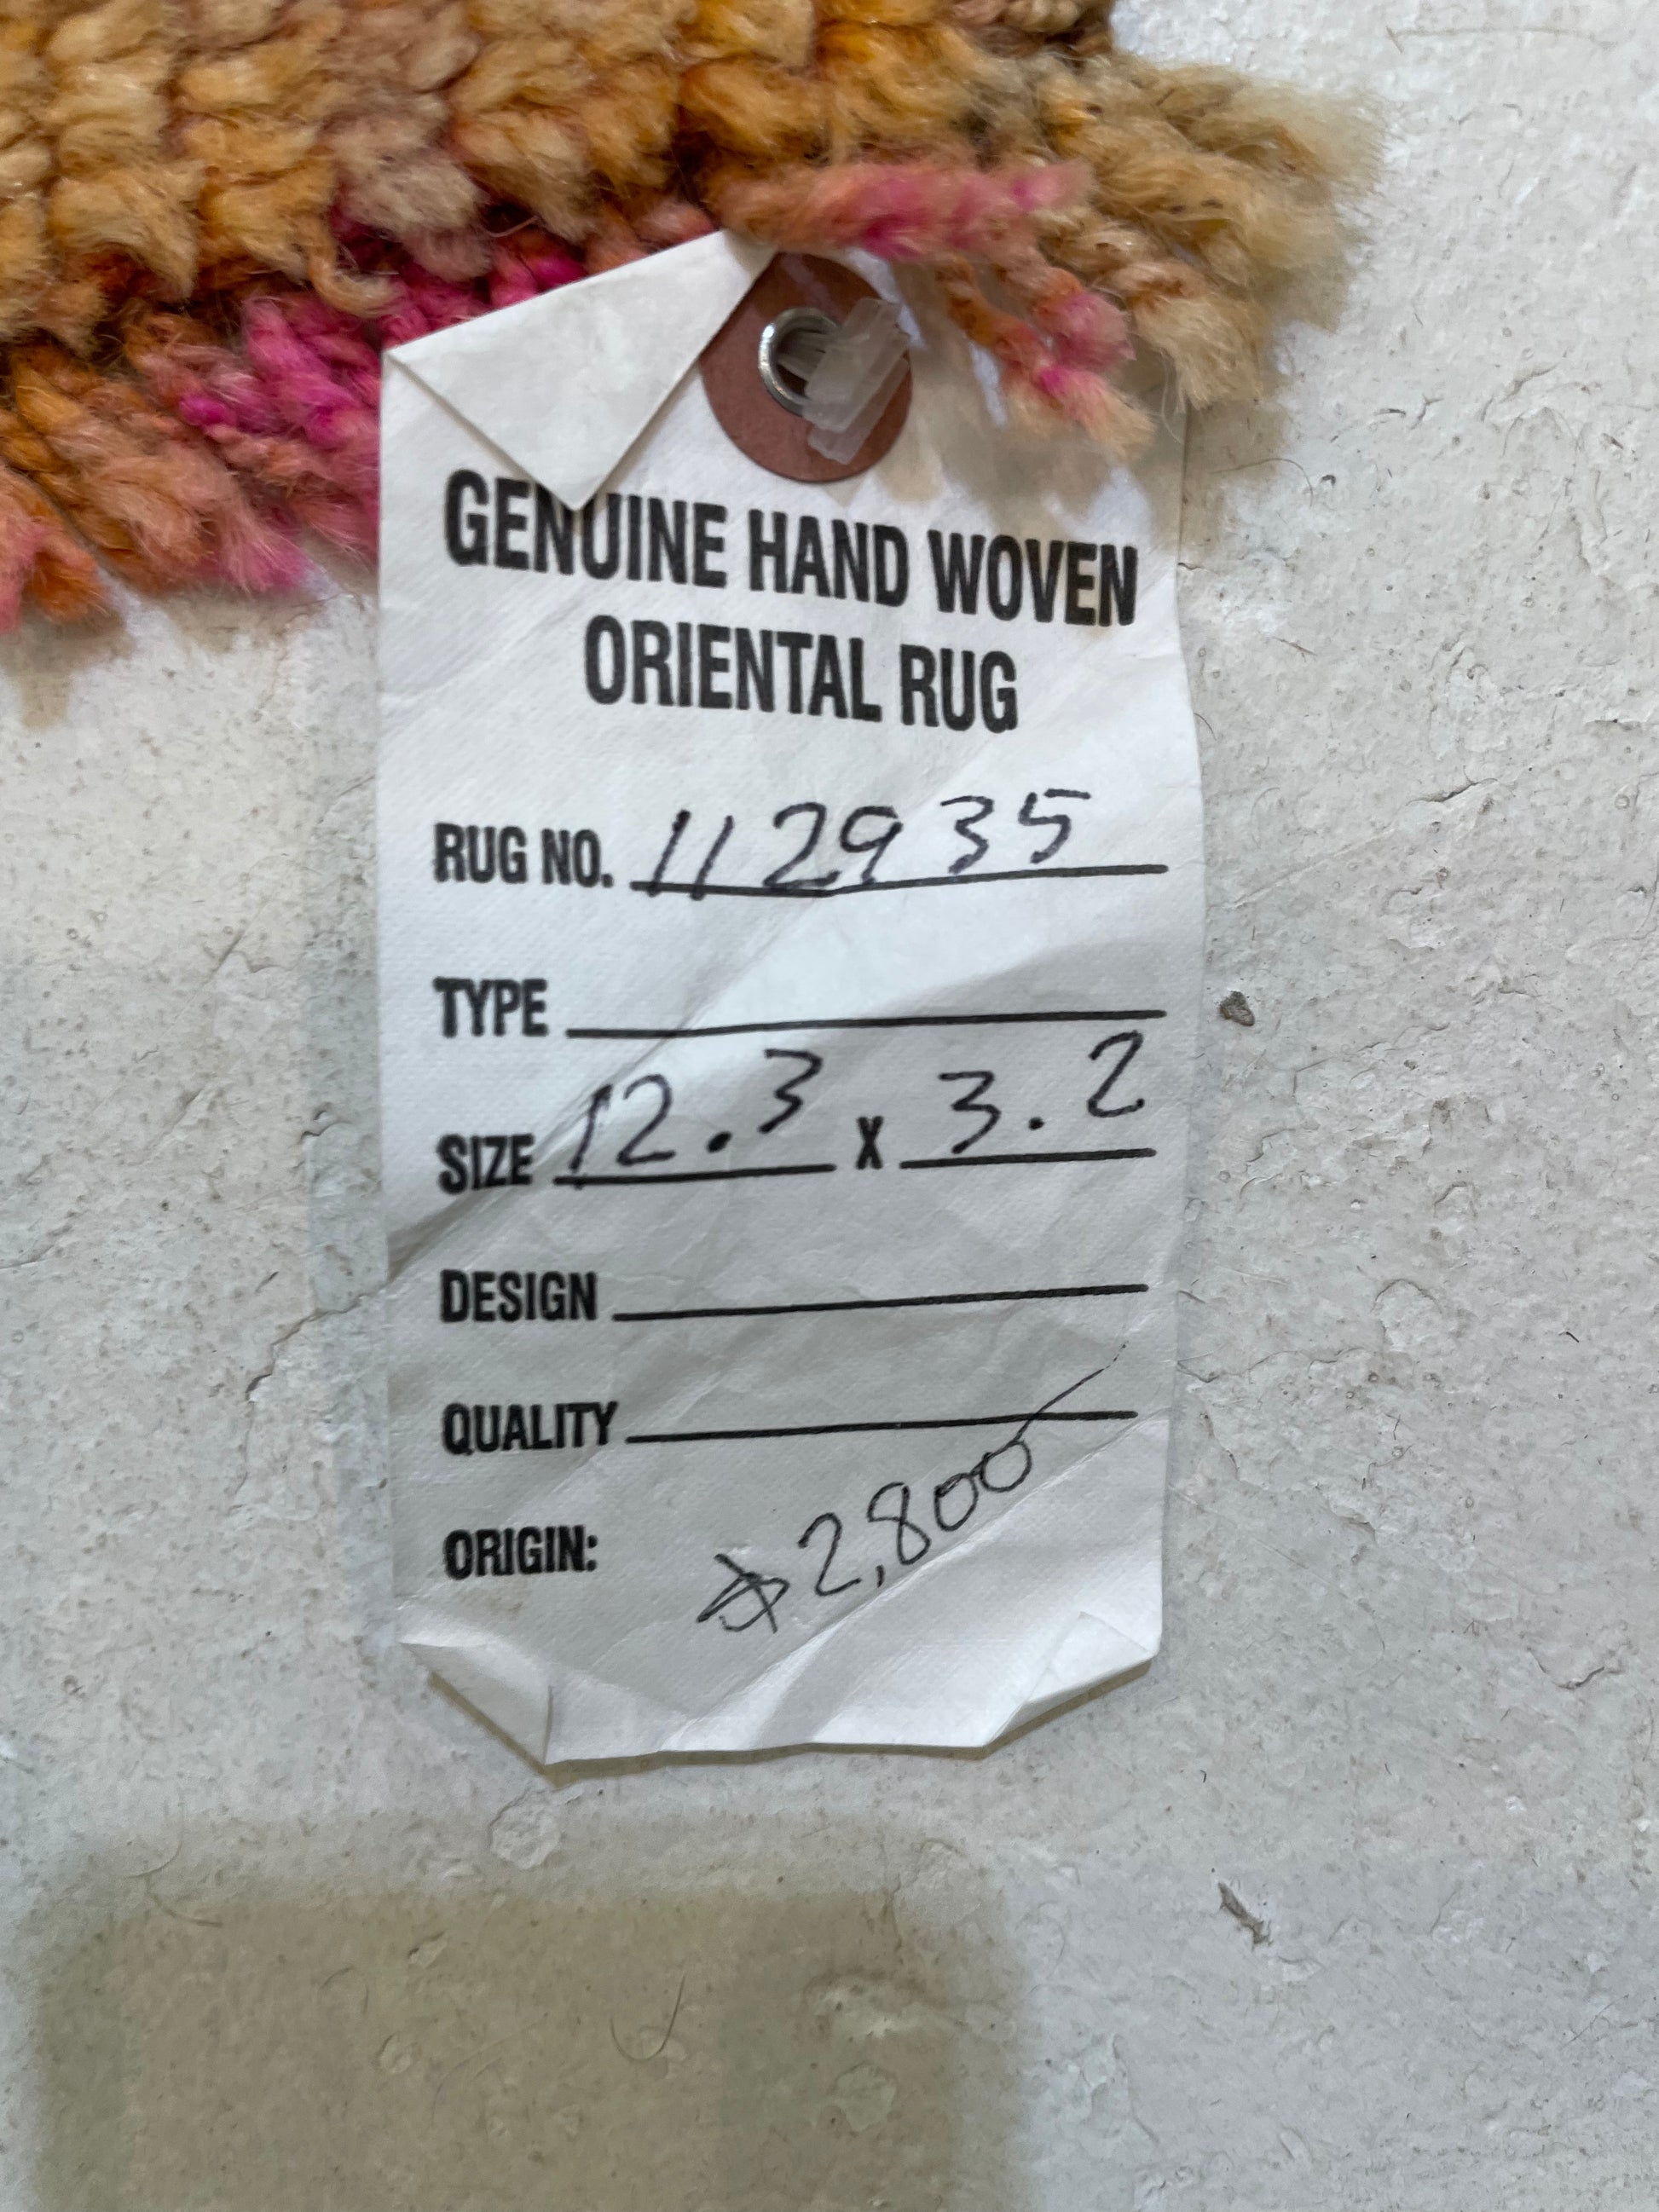 GENUINE HAND WOVEN
ORIENTAL RUG
RUG NO. 112935
TYPE
SIZE 12.3 X 3.2
DESIGN
QUALITY
ORIGIN: $2,800